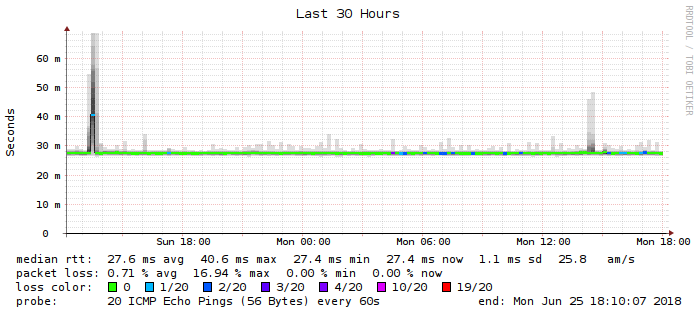 Last 30 Hours
RRDTOOL / TOBI OETIKER
Seconds
60 m
50 m
40 m
30 m
20 m
10 m
0
Sun 18:00 Mon 00:00 Mon 06:00 Mon 12:00 Mon 18:00
median rtt: 27.6 ms avg 40.6 ms max 27.4 ms min 27.4 ms now 1.1 ms sd 25.8 am/s
packet loss: 0.71 % avg 16.94 % max 0.00 % min 0.00 % now
loss color: 0 1/20 2/20 3/20 4/20 10/20 19/20
probe: 20 ICMP Echo Pings (56 Bytes) every 60s end: Mon Jun 25 18:10:07 2018